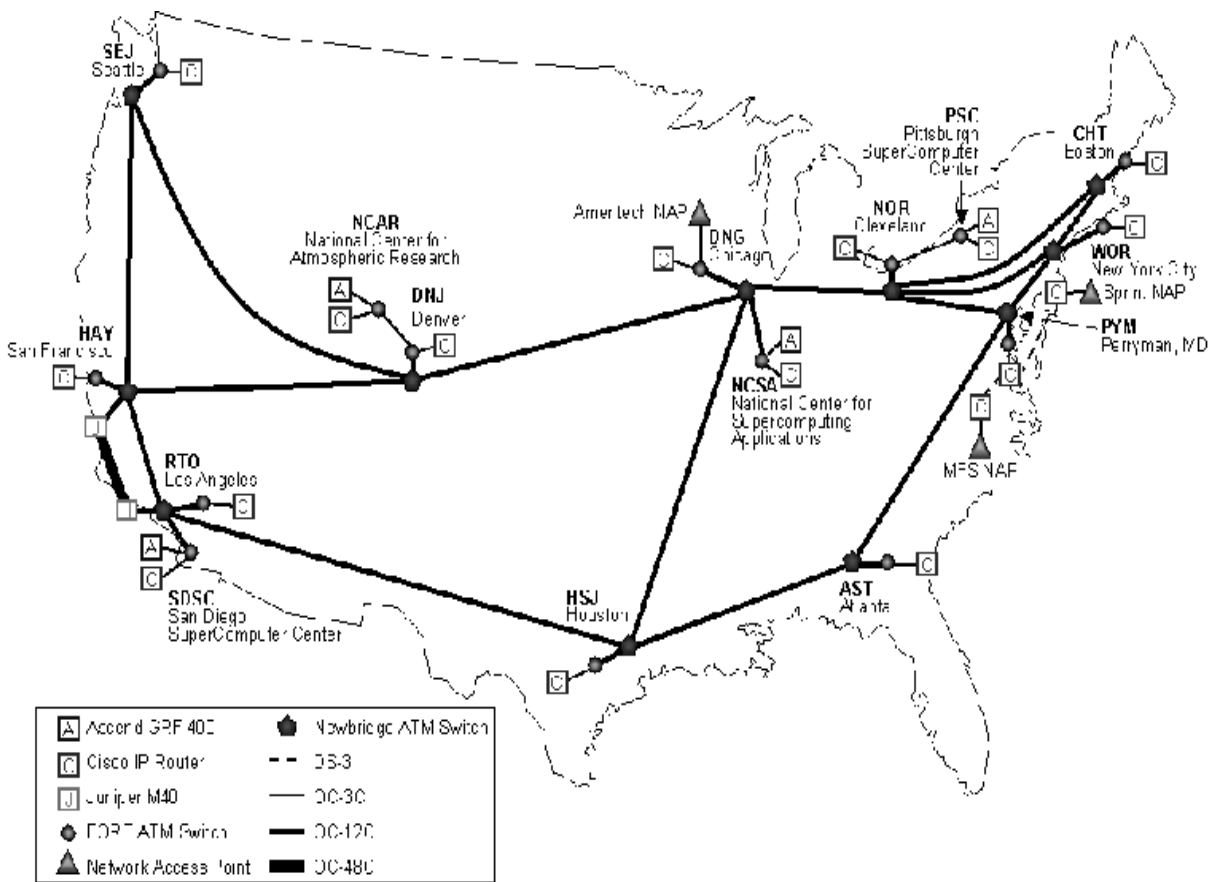 SEJ
Seattle
C
PSC
Pittsburgh
SuperComputer
Center
CHT
Boston
C
NCAR
National Center for
Atmospheric Research
A
C
DNJ
Denver
C
Ameritech NAP
DNG
Chicago
C
NOR
Cleveland
C
A
C
WOR
New York City
C
C
Sprint NAP
PYM
Perryman, MD
C
C
MFS NAP
HAY
San Francisco
C
J
J
RTO
Los Angeles
C
A
C
SDSC
San Diego
SuperComputer Center
A
C
NCSA
National Center for
Supercomputing
Applications
HSJ
Houston
C
AST
Atlanta
C
A Ascend GRF 400
C Cisco IP Router
J Juniper M40
FORE ATM Switch
Network Access Point
Newbridge ATM Switch
DS-3
OC-3C
OC-12C
OC-48C